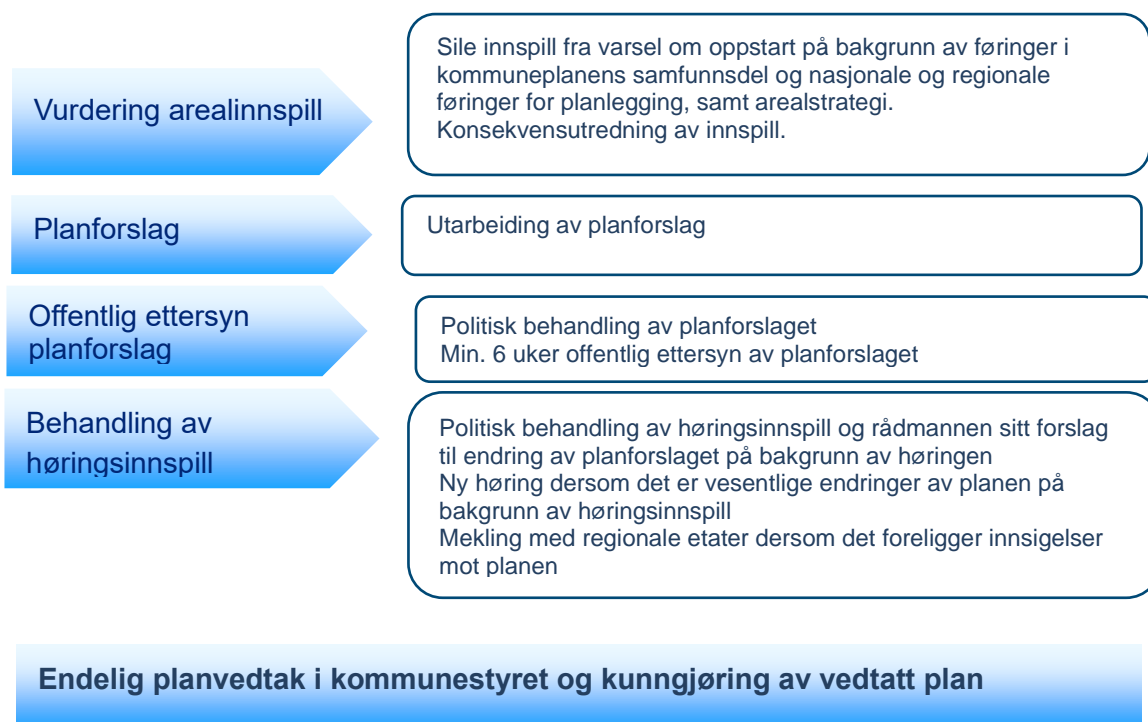 Vurdering arealinnspill
Sile innspill fra varsel om oppstart på bakgrunn av føringer i
kommuneplanens samfunnsdel og nasjonale og regionale
føringer for planlegging, samt arealstrategi.
Konsekvensutredning av innspill.
Planforslag
Utarbeiding av planforslag
Offentlig ettersyn
planforslag
Politisk behandling av planforslaget
Min. 6 uker offentlig ettersyn av planforslaget
Behandling av
høringsinnspill
Politisk behandling av høringsinnspill og rådmannen sitt forslag
til endring av planforslaget på bakgrunn av høringen
Ny høring dersom det er vesentlige endringer av planen på
bakgrunn av høringsinnspill
Mekling med regionale etater dersom det foreligger innsigelser
mot planen
Endelig planvedtak i kommunestyret og kunngjøring av vedtatt plan